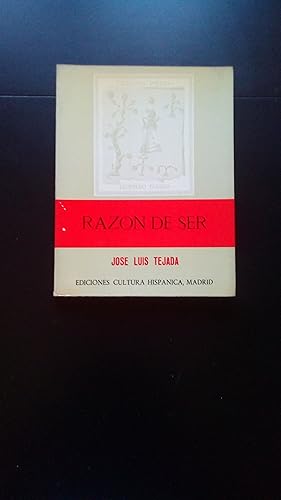 RAZON DE SER
JOSE LUIS TEJADA
EDICIONES CULTURA HISPANICA, MADRID